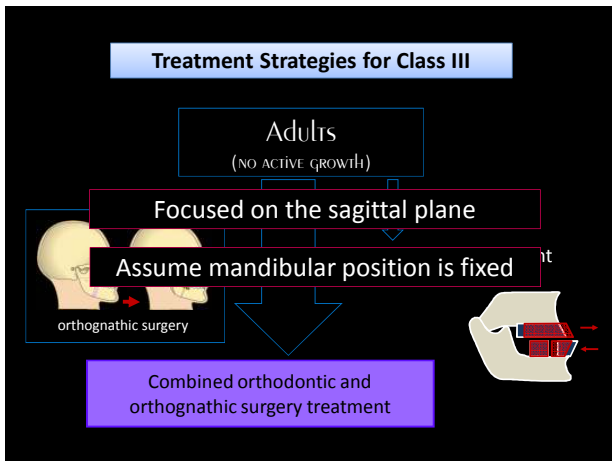 Treatment Strategies for Class III
Adults
(no active growth)
Focused on the sagittal plane
Assume mandibular position is fixed
orthognathic surgery
Combined orthodontic and
orthognathic surgery treatment